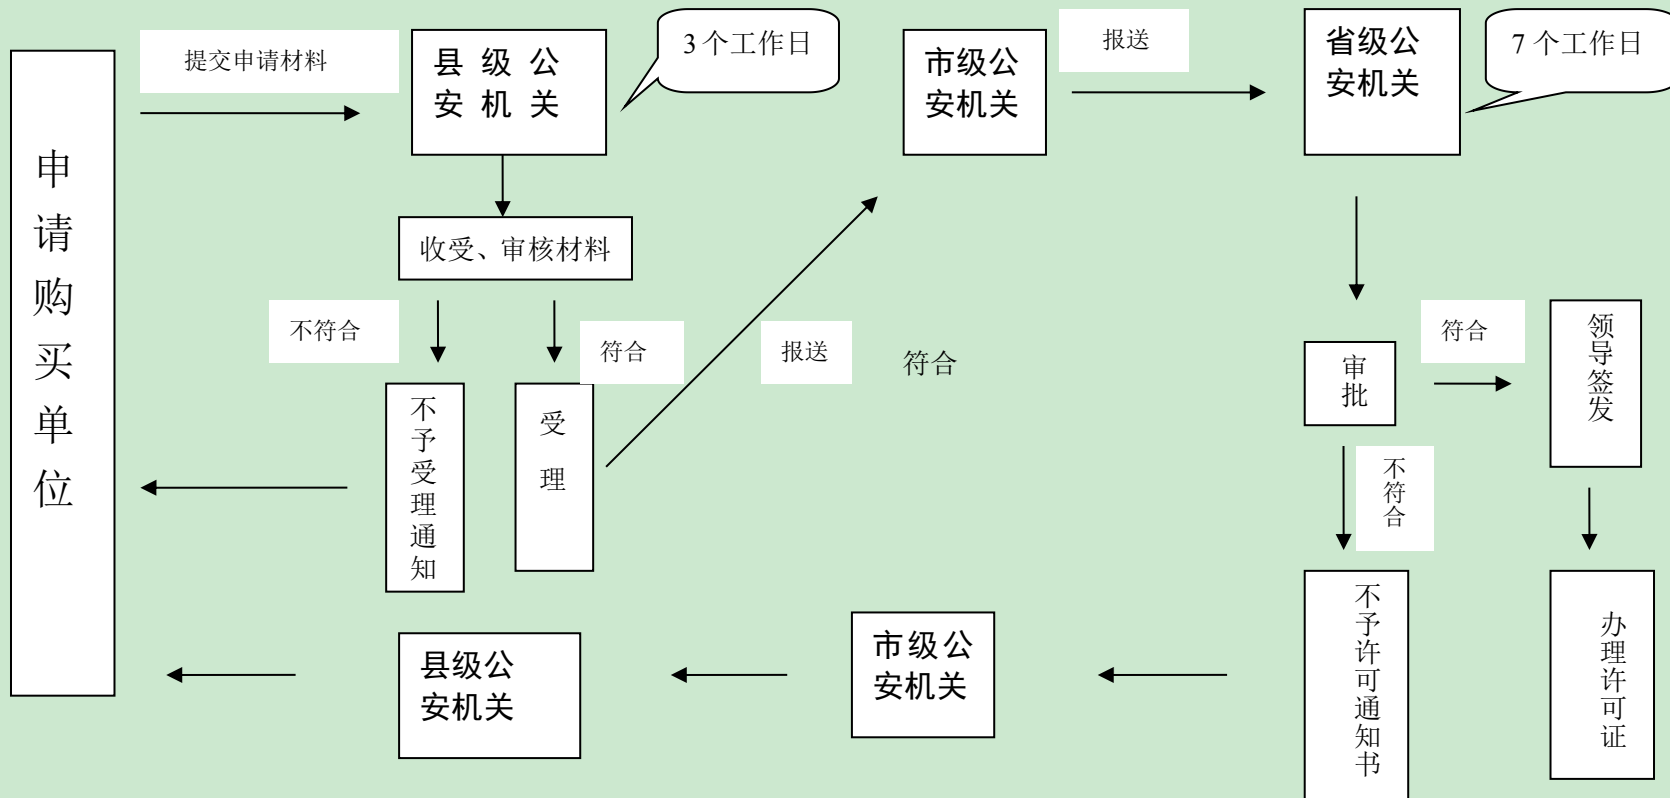 申请购买单位
提交申请材料
县级公
安机关
3个工作日
收受、审核材料
不符合
符合
不予受理通知
受理
报送
符合
市级公
安机关
报送
省级公
安机关
7个工作日
审批
符合
领导签发
不符合
不予许可通知书
办理许可证
市级公
安机关
县级公
安机关